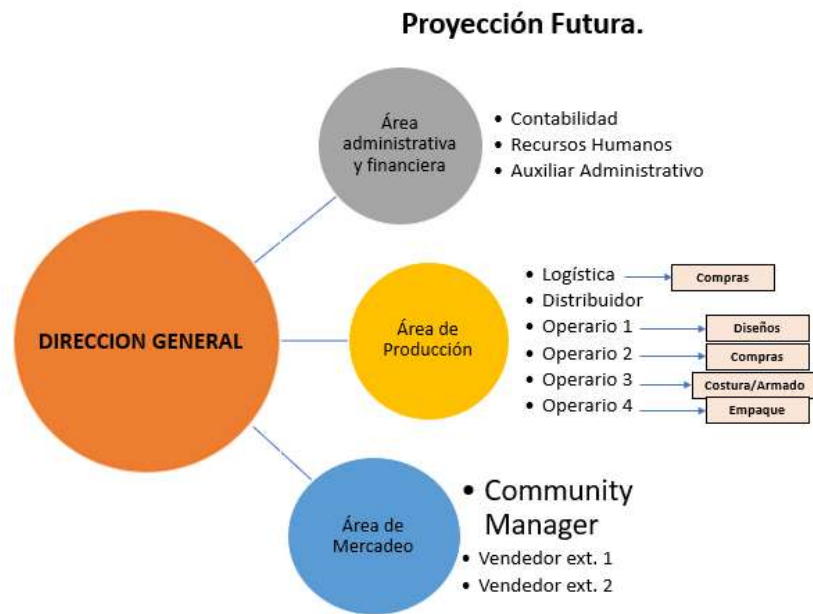 Proyección Futura.
Área
administrativa
y financiera
• Contabilidad
• Recursos Humanos
• Auxiliar Administrativo
DIRECCION GENERAL
Área de
Producción
• Logística
Compras
• Distribuidor
• Operario 1
Diseños
• Operario 2
Compras
• Operario 3
Costura/Armado
• Operario 4
Empaque
Área de
Mercadeo
• Community
Manager
• Vendedor ext. 1
• Vendedor ext. 2